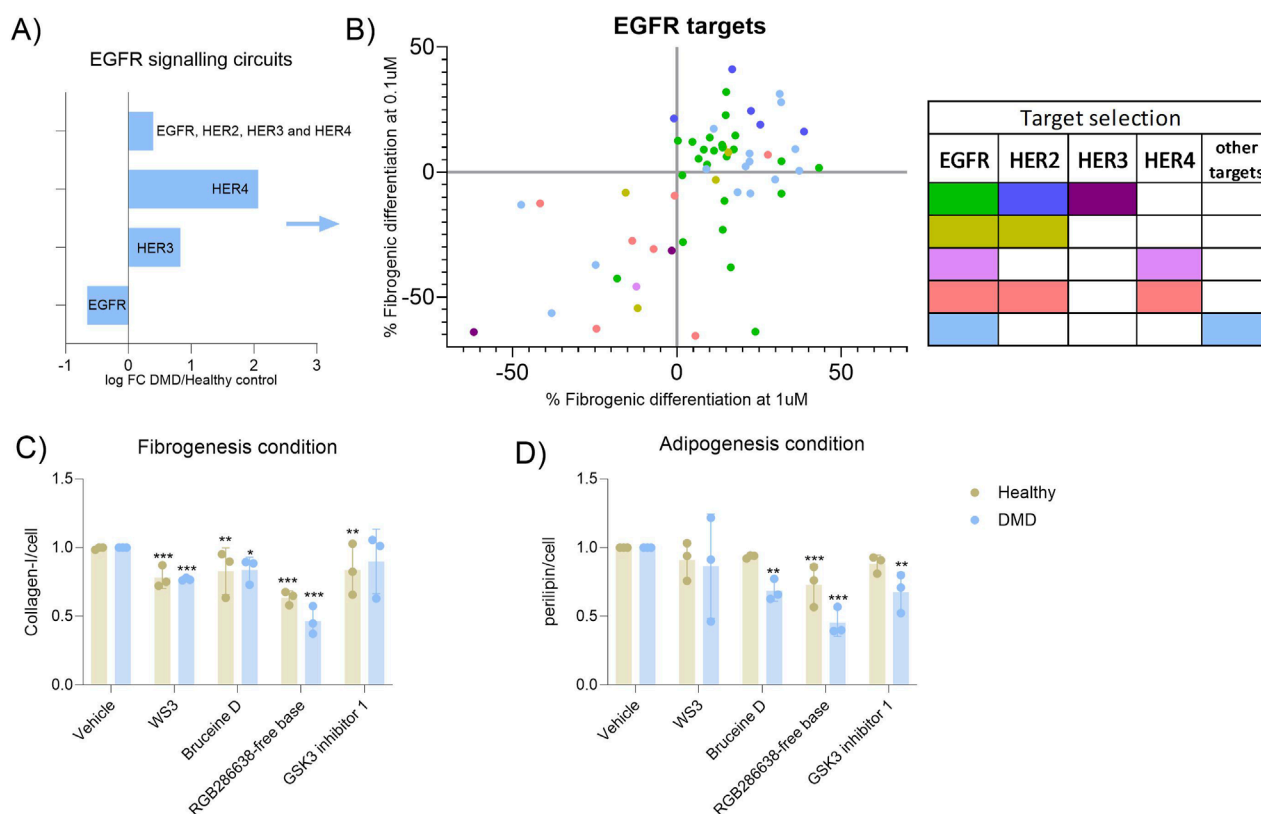 A)
EGFR signalling circuits
EGFR, HER2, HER3 and HER4
HER4
HER3
EGFR
-1 0 1 2 3
log FC DMD/Healthy control
B)
EGFR targets
% Fibrogenic differentiation at 0.1uM
50
0
-50
-50 0 50
% Fibrogenic differentiation at 1uM
Target selection
EGFR HER2 HER3 HER4 other
targets
C)
Fibrogenesis condition
Collagen-I/cell
1.5
1.0
0.5
0.0
*** *** ** * *** *** **
Vehicle
WS3
Bruceine D
RGB286638-free base
GSK3 inhibitor 1
D)
Adipogenesis condition
perilipin/cell
1.5
1.0
0.5
0.0
** *** *** **
Vehicle
WS3
Bruceine D
RGB286638-free base
GSK3 inhibitor 1
Healthy
DMD